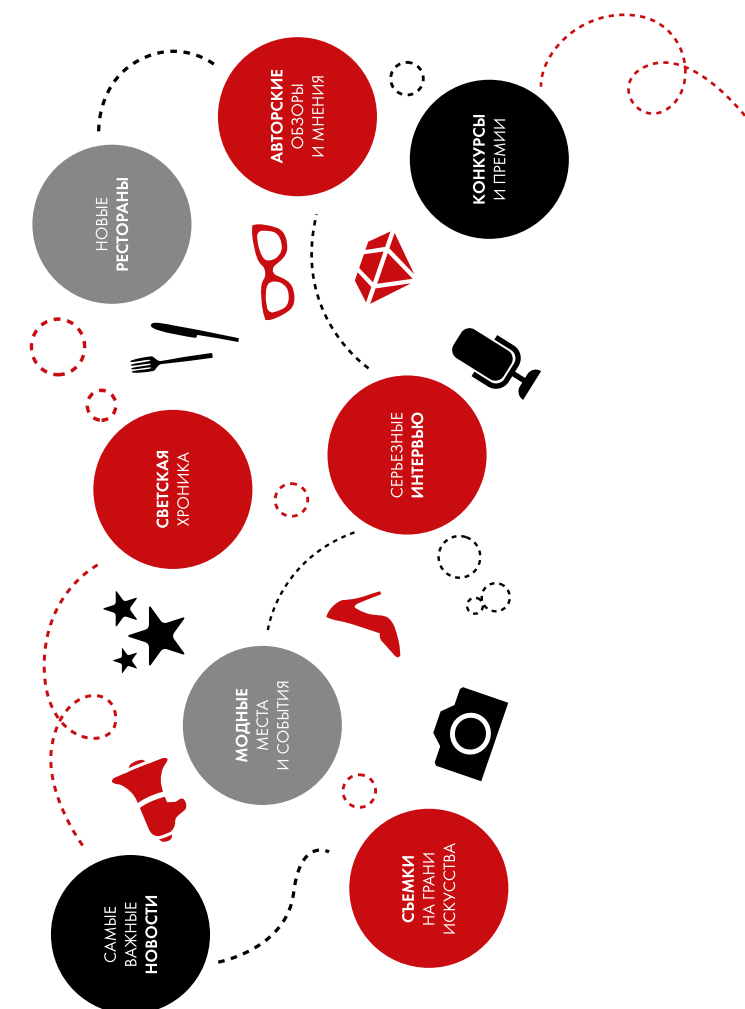 САМЫЕ
ВАЖНЫЕ
НОВОСТИ
СВЕТСКАЯ
ХРОНИКА
НОВЫЕ
РЕСТОРАНЫ
МОДНЫЕ
МЕСТА
И СОБЫТИЯ
АВТОРСКИЕ
ОБЗОРЫ
И МНЕНИЯ
СЪЕМКИ
НА ГРАНИ
ИСКУССТВА
СЕРЬЕЗНЫЕ
ИНТЕРВЬЮ
КОНКУРСЫ
И ПРЕМИИ